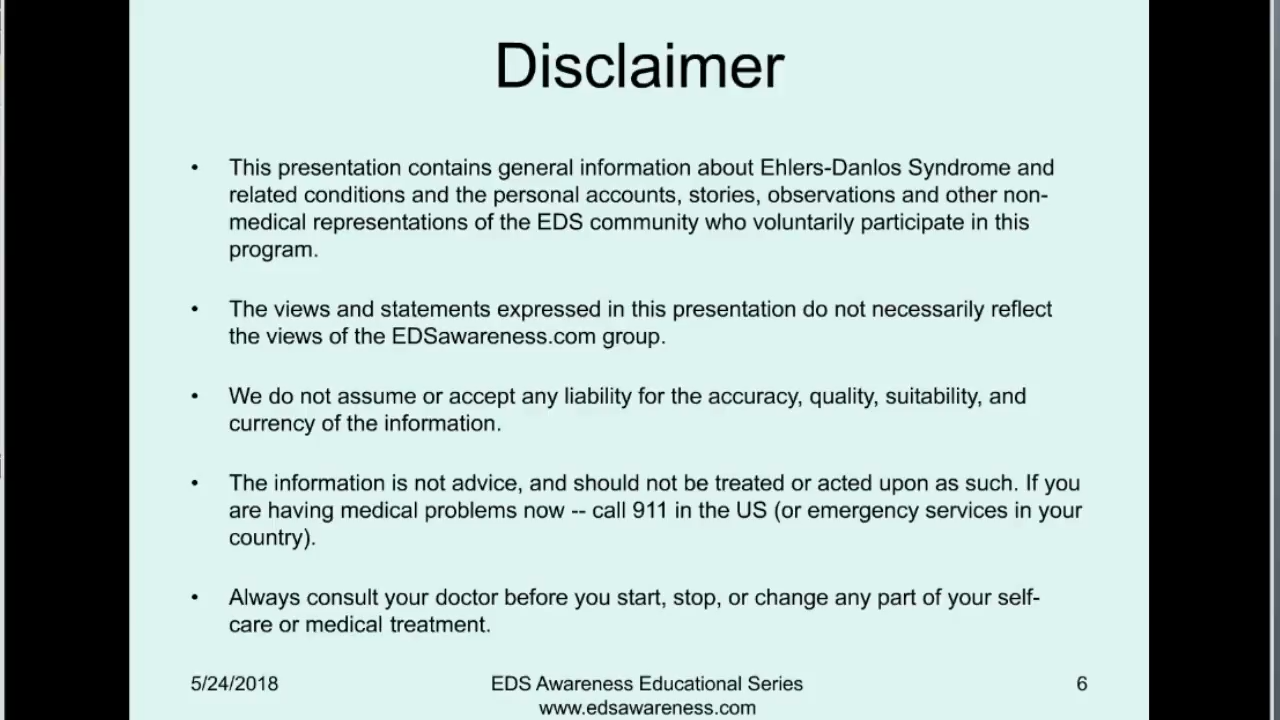 Disclaimer
• This presentation contains general information about Ehlers-Danlos Syndrome and
related conditions and the personal accounts, stories, observations and other non-
medical representations of the EDS community who voluntarily participate in this
program.
• The views and statements expressed in this presentation do not necessarily reflect
the views of the EDSawareness.com group.
• We do not assume or accept any liability for the accuracy, quality, suitability, and
currency of the information.
• The information is not advice, and should not be treated or acted upon as such. If you
are having medical problems now -- call 911 in the US (or emergency services in your
country).
• Always consult your doctor before you start, stop, or change any part of your self-
care or medical treatment.
5/24/2018 EDS Awareness Educational Series 6
www.edsawareness.com